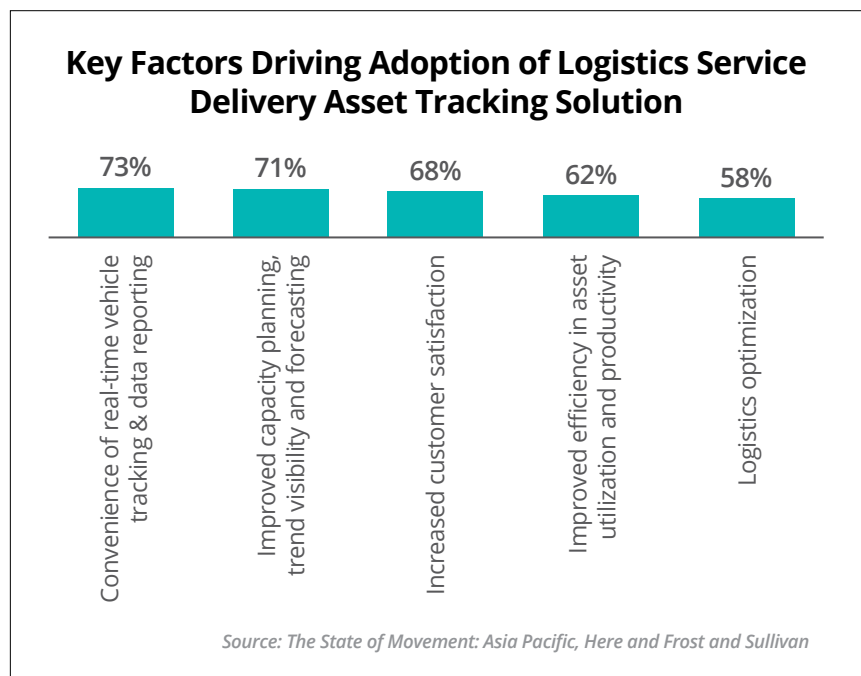 Key Factors Driving Adoption of Logistics Service
Delivery Asset Tracking Solution
73%
71%
68%
62%
58%
Convenience of real-time vehicle
tracking & data reporting
Improved capacity planning,
trend visibility and forecasting
Increased customer satisfaction
Improved efficiency in asset
utilization and productivity
Logistics optimization
Source: The State of Movement: Asia Pacific, Here and Frost and Sullivan